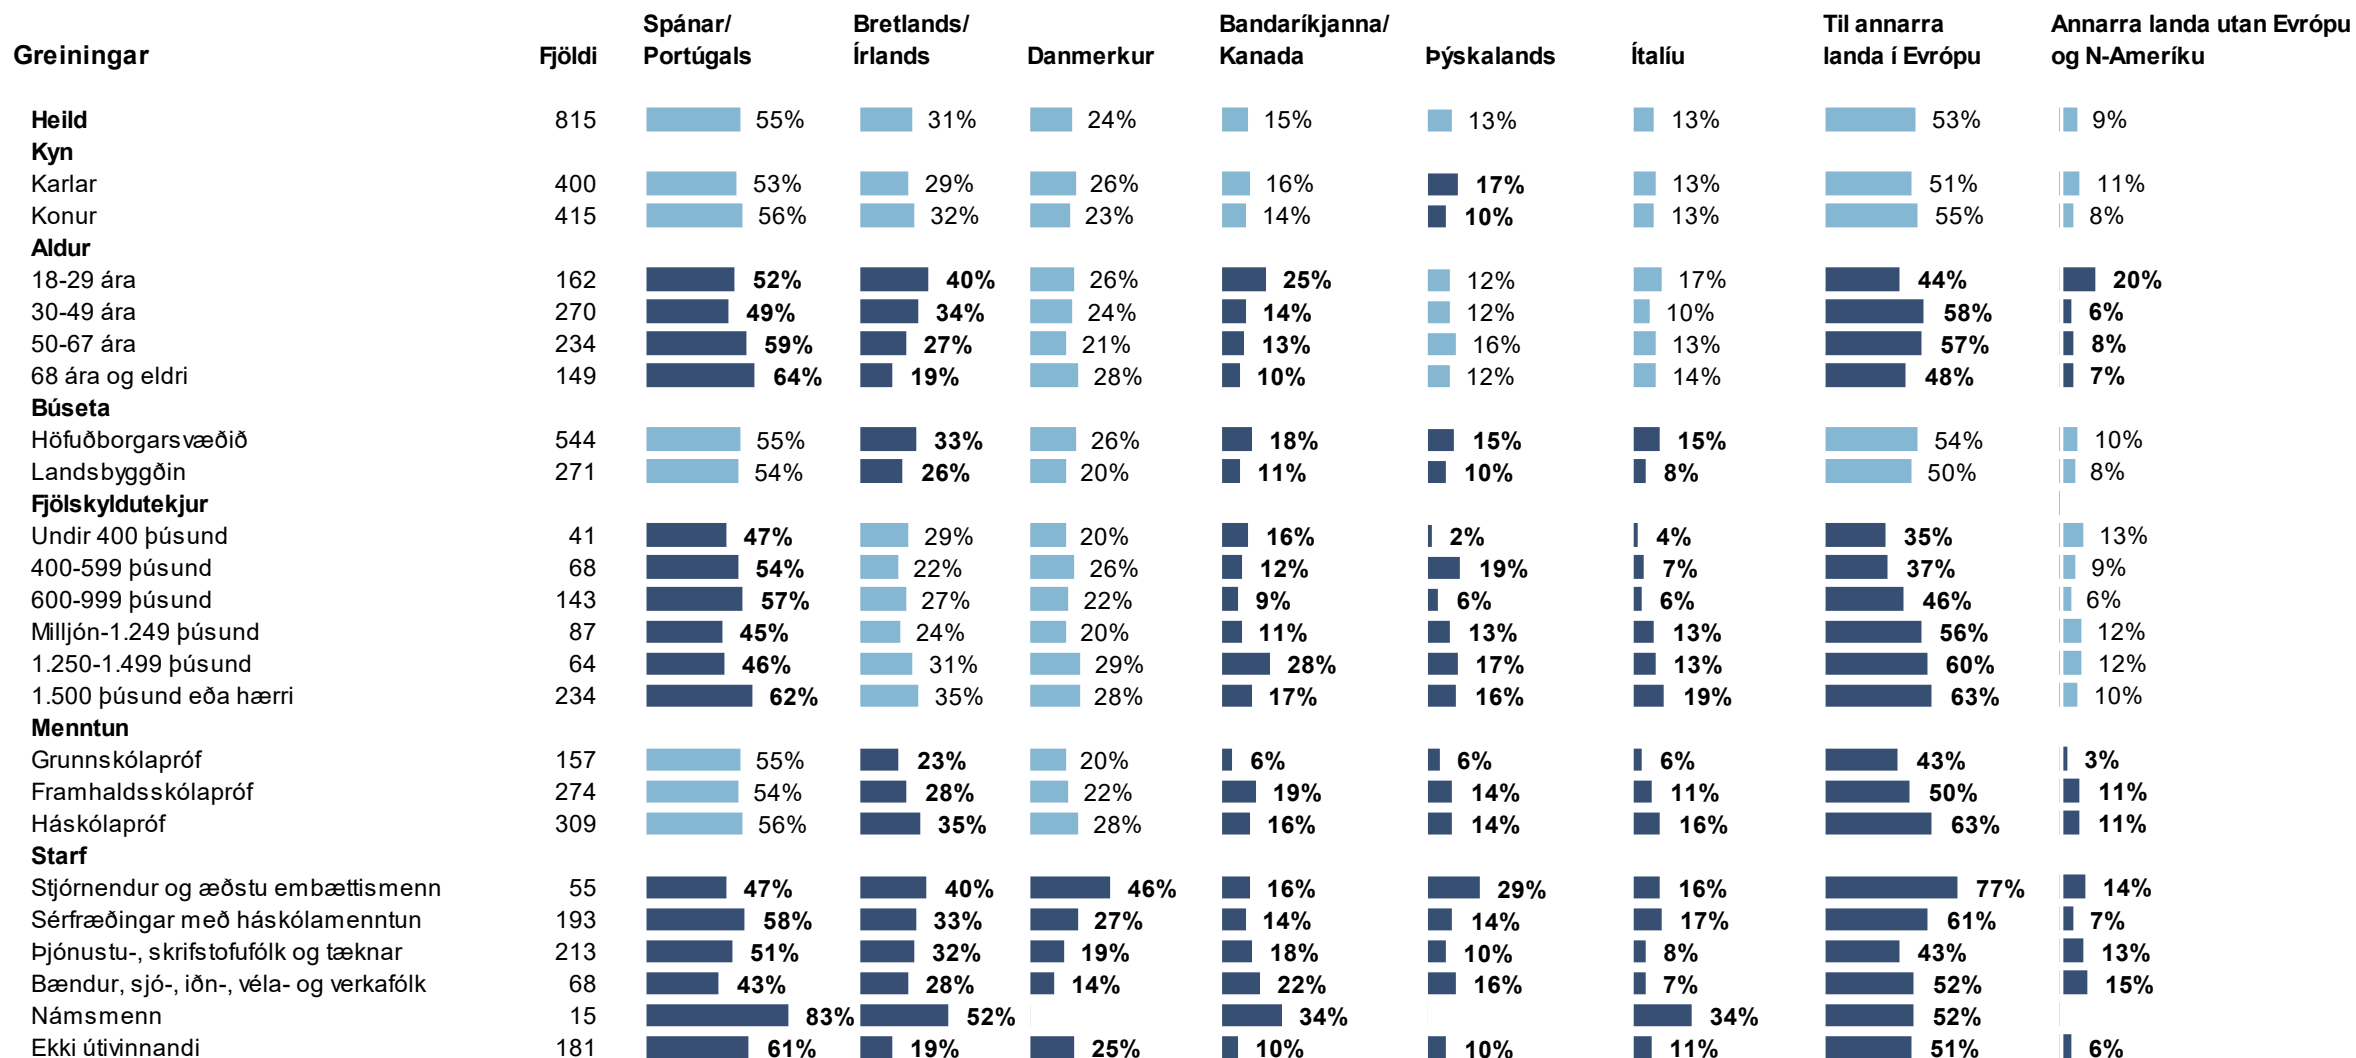 Greiningar Fjöldi Spánar/ Portúgals Bretlands/ Írlands Danmerkur Bandaríkjanna/ Kanada Þýskalands Ítalíu Til annarra landa í Evrópu Annarra landa utan Evrópu og N-Ameríku
Heild 815 55% 31% 24% 15% 13% 13% 53% 9%
Kyn
Karlar 400 53% 29% 26% 16% 17% 13% 51% 11%
Konur 415 56% 32% 23% 14% 10% 13% 55% 8%
Aldur
18-29 ára 162 52% 40% 26% 25% 12% 17% 44% 20%
30-49 ára 270 49% 34% 24% 14% 12% 10% 58% 6%
50-67 ára 234 59% 27% 21% 13% 16% 13% 57% 8%
68 ára og eldri 149 64% 19% 28% 10% 12% 14% 48% 7%
Búseta
Höfuðborgarsvæðið 544 55% 33% 26% 18% 15% 15% 54% 10%
Landsbyggðin 271 54% 26% 20% 11% 10% 8% 50% 8%
Fjölskyldutekjur
Undir 400 þúsund 41 47% 29% 20% 16% 2% 4% 35% 13%
400-599 þúsund 68 54% 22% 26% 12% 19% 7% 37% 9%
600-999 þúsund 143 57% 27% 22% 9% 6% 6% 46% 6%
Milljón-1.249 þúsund 87 45% 24% 20% 11% 13% 13% 56% 12%
1.250-1.499 þúsund 64 46% 31% 29% 28% 17% 13% 60% 12%
1.500 þúsund eða hærri 234 62% 35% 28% 17% 16% 19% 63% 10%
Menntun
Grunnskólapróf 157 55% 23% 20% 6% 6% 6% 43% 3%
Framhaldsskólapróf 274 54% 28% 22% 19% 14% 11% 50% 11%
Háskólapróf 309 56% 35% 28% 16% 14% 16% 63% 11%
Starf
Stjórnendur og æðstu embættismenn 55 47% 40% 46% 16% 29% 16% 77% 14%
Sérfræðingar með háskólamenntun 193 58% 33% 27% 14% 14% 17% 61% 7%
Þjónustu-, skrifstofufólk og tæknar 213 51% 32% 19% 18% 10% 8% 43% 13%
Bændur, sjó-, iðn-, véla- og verkafólk 68 43% 28% 14% 22% 16% 7% 52% 15%
Námsmenn 15 83% 52% 34% 34% 52%
Ekki útivinnandi 181 61% 19% 25% 10% 10% 11% 51% 6%